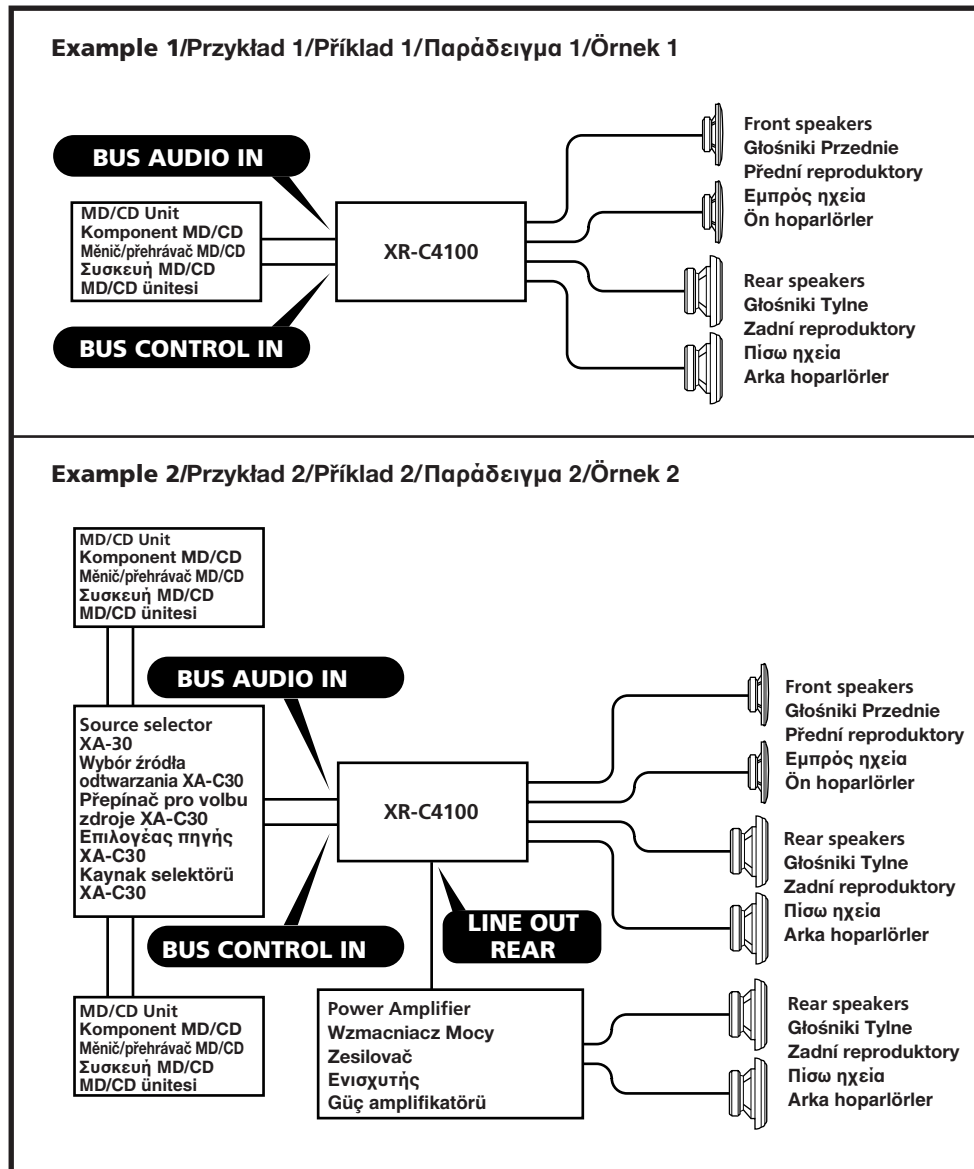 Example 1/Przykład 1/Příklad 1/Παράδειγμα 1/Örnek 1
BUS AUDIO IN
MD/CD Unit
Komponent MD/CD
Měnič/přehrávač MD/CD
Συσκευή MD/CD
MD/CD ünitesi
BUS CONTROL IN
XR-C4100
Front speakers
Głośniki Przednie
Přední reproduktory
Εμπρός ηχεία
Ön hoparlörler
Rear speakers
Głośniki Tylne
Zadní reproduktory
Πίσω ηχεία
Arka hoparlörler
Example 2/Przykład 2/Příklad 2/Παράδειγμα 2/Örnek 2
MD/CD Unit
Komponent MD/CD
Měnič/přehrávač MD/CD
Συσκευή MD/CD
MD/CD ünitesi
BUS AUDIO IN
Source selector
XA-30
Wybór źródła
odtwarzania XA-C30
Přepínač pro volbu
zdroje XA-C30
Επιλογέας πηγής
XA-C30
Kaynak selektörü
XA-C30
BUS CONTROL IN
XR-C4100
LINE OUT
REAR
Front speakers
Głośniki Przednie
Přední reproduktory
Εμπρός ηχεία
Ön hoparlörler
Rear speakers
Głośniki Tylne
Zadní reproduktory
Πίσω ηχεία
Arka hoparlörler
MD/CD Unit
Komponent MD/CD
Měnič/přehrávač MD/CD
Συσκευή MD/CD
MD/CD ünitesi
Power Amplifier
Wzmacniacz Mocy
Zesilovač
Ενισχυτής
Güç amplifikatörü
Rear speakers
Głośniki Tylne
Zadní reproduktory
Πίσω ηχεία
Arka hoparlörler